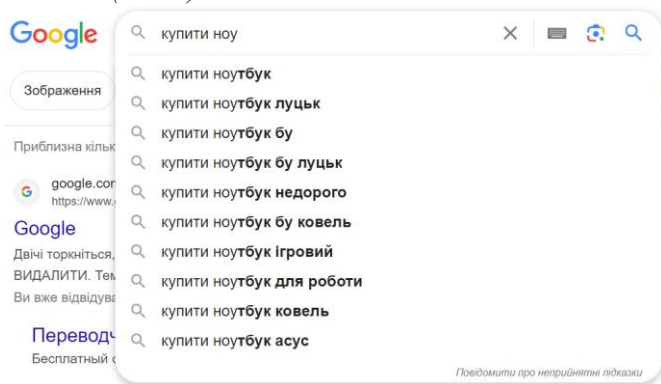 Google
купити ноу
купити ноутбук
Зображення
купити ноутбук луцьк
купити ноутбук бу
Приблизна кільк
купити ноутбук бу луцьк
google.com
https://www.
купити ноутбук недорого
Google
купити ноутбук бу ковель
Двічі торкніться,
купити ноутбук ігровий
ВИДАЛИТИ. Тем
купити ноутбук для роботи
Ви вже відвідува
купити ноутбук ковель
Переводч
купити ноутбук асус
Бесплатный
Повідомити про неприйнятні підказки